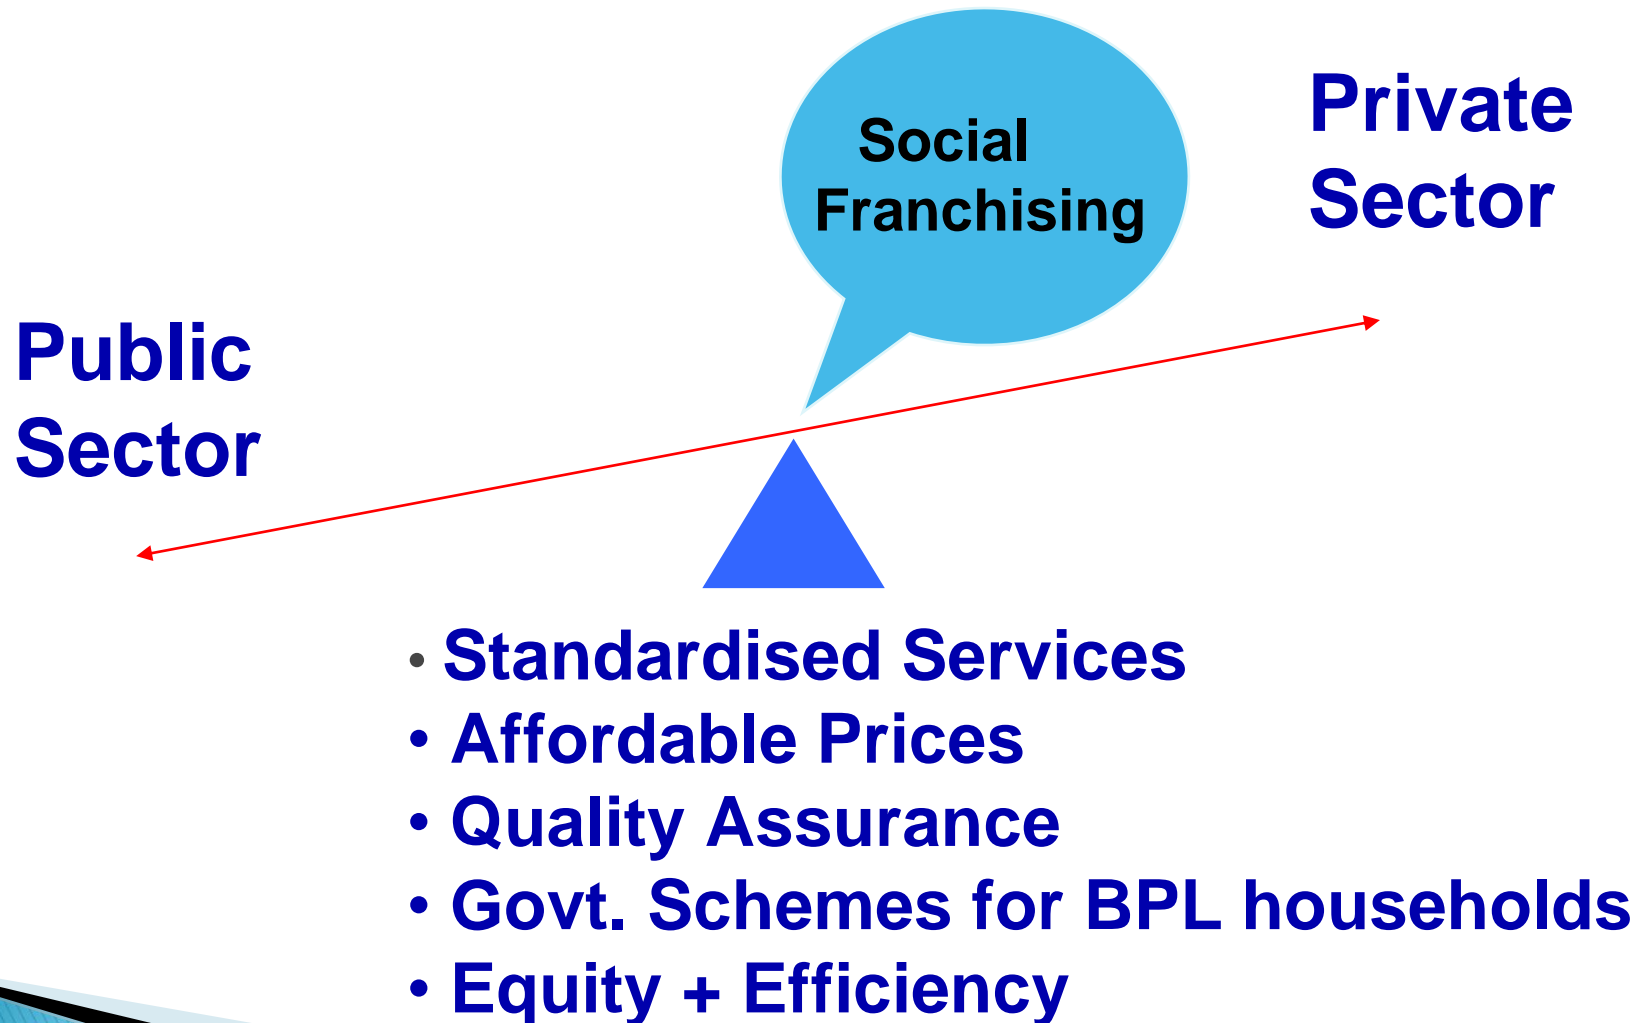 Social
Franchising
Private
Sector
Public
Sector
• Standardised Services
• Affordable Prices
• Quality Assurance
• Govt. Schemes for BPL households
• Equity + Efficiency